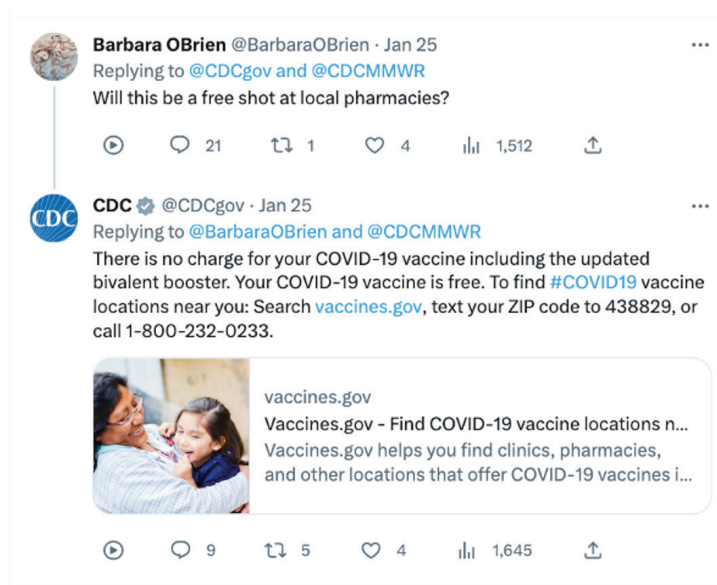 Barbara OBrien @BarbaraOBrien · Jan 25
Replying to @CDCgov and @CDCMMWR
Will this be a free shot at local pharmacies?
21 1 4 1,512
CDC @CDCgov · Jan 25
CDC
Replying to @BarbaraOBrien and @CDCMMWR
There is no charge for your COVID-19 vaccine including the updated
bivalent booster. Your COVID-19 vaccine is free. To find #COVID19 vaccine
locations near you: Search vaccines.gov, text your ZIP code to 438829, or
call 1-800-232-0233.
vaccines.gov
Vaccines.gov - Find COVID-19 vaccine locations n...
Vaccines.gov helps you find clinics, pharmacies,
and other locations that offer COVID-19 vaccines i...
9 5 4 1,645